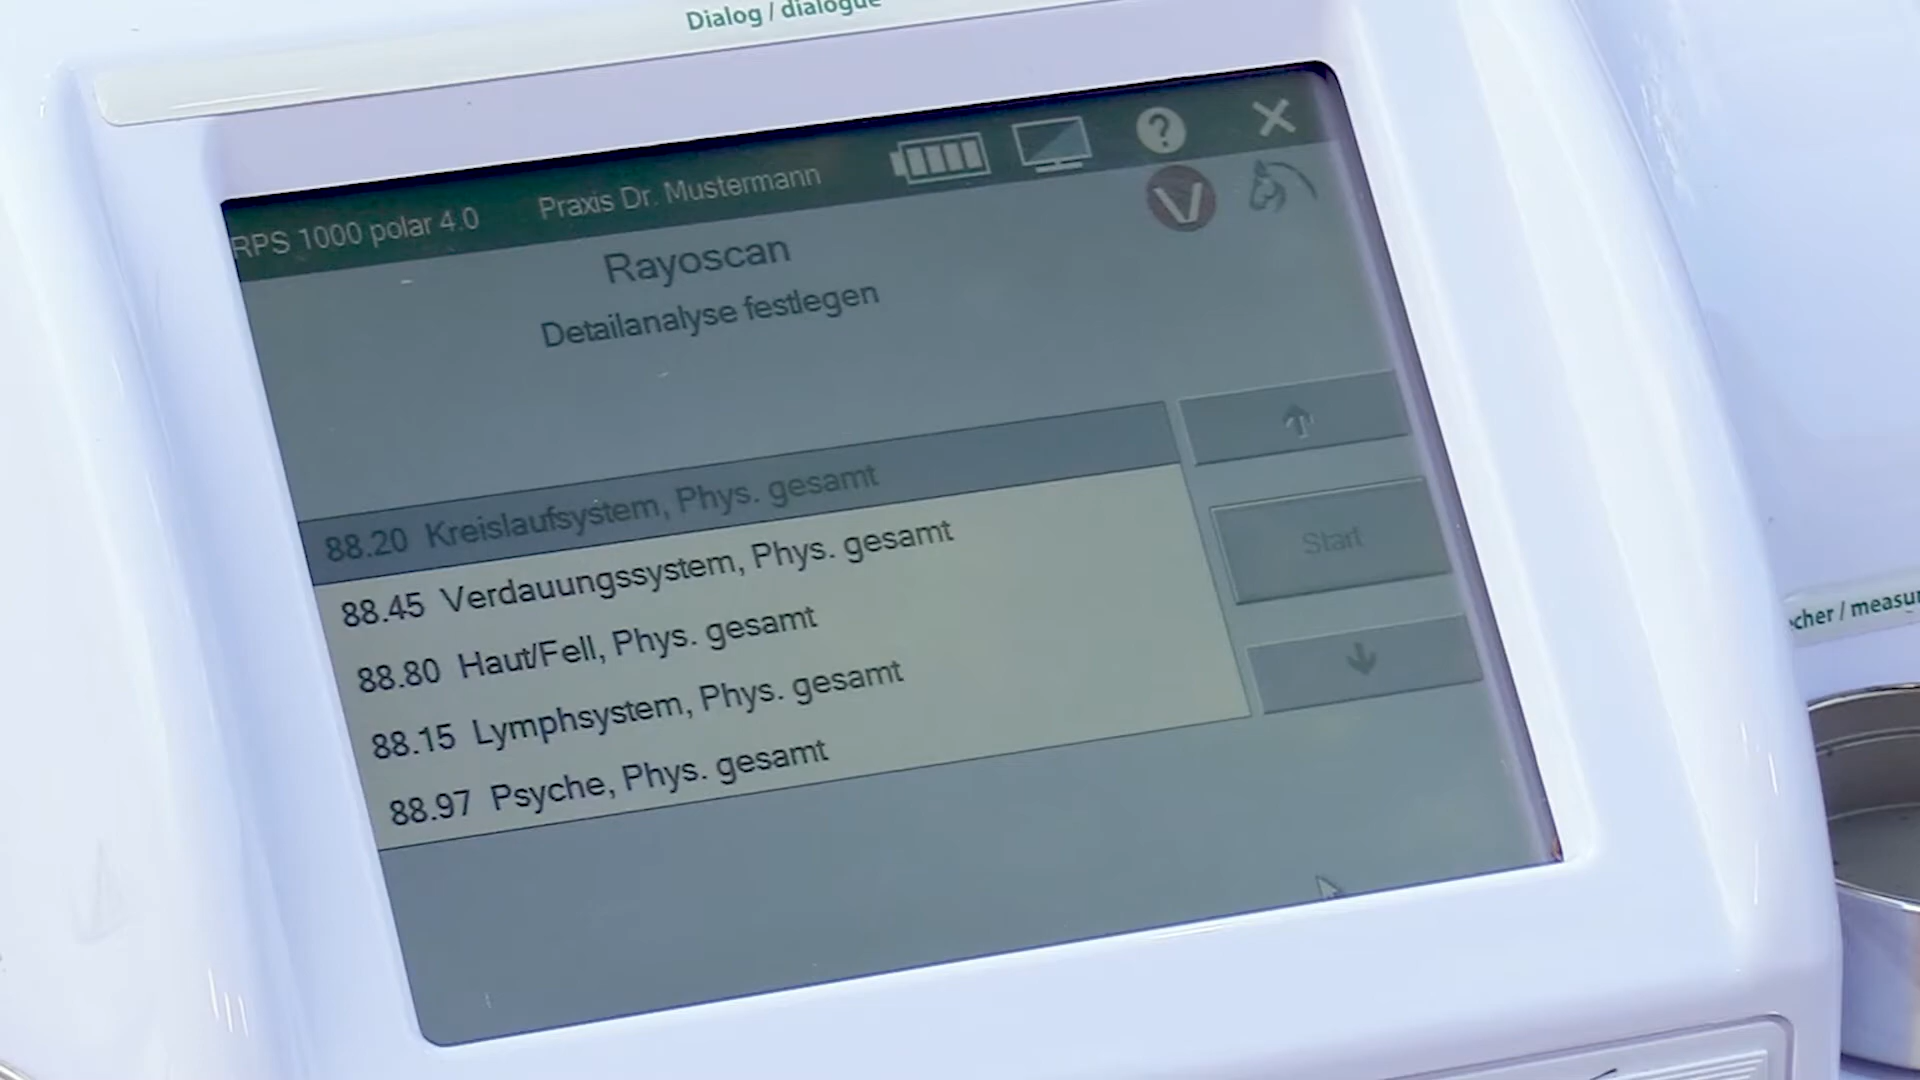 Dialog / dialogue
RPS 1000 polar 4.0 Praxis Dr. Mustermann
Rayoscan
Detailanalyse festlegen
88.20 Kreislaufsystem, Phys. gesamt
88.45 Verdauungssystem, Phys. gesamt
88.80 Haut/Fell, Phys. gesamt
88.15 Lymphsystem, Phys. gesamt
88.97 Psyche, Phys. gesamt
Start